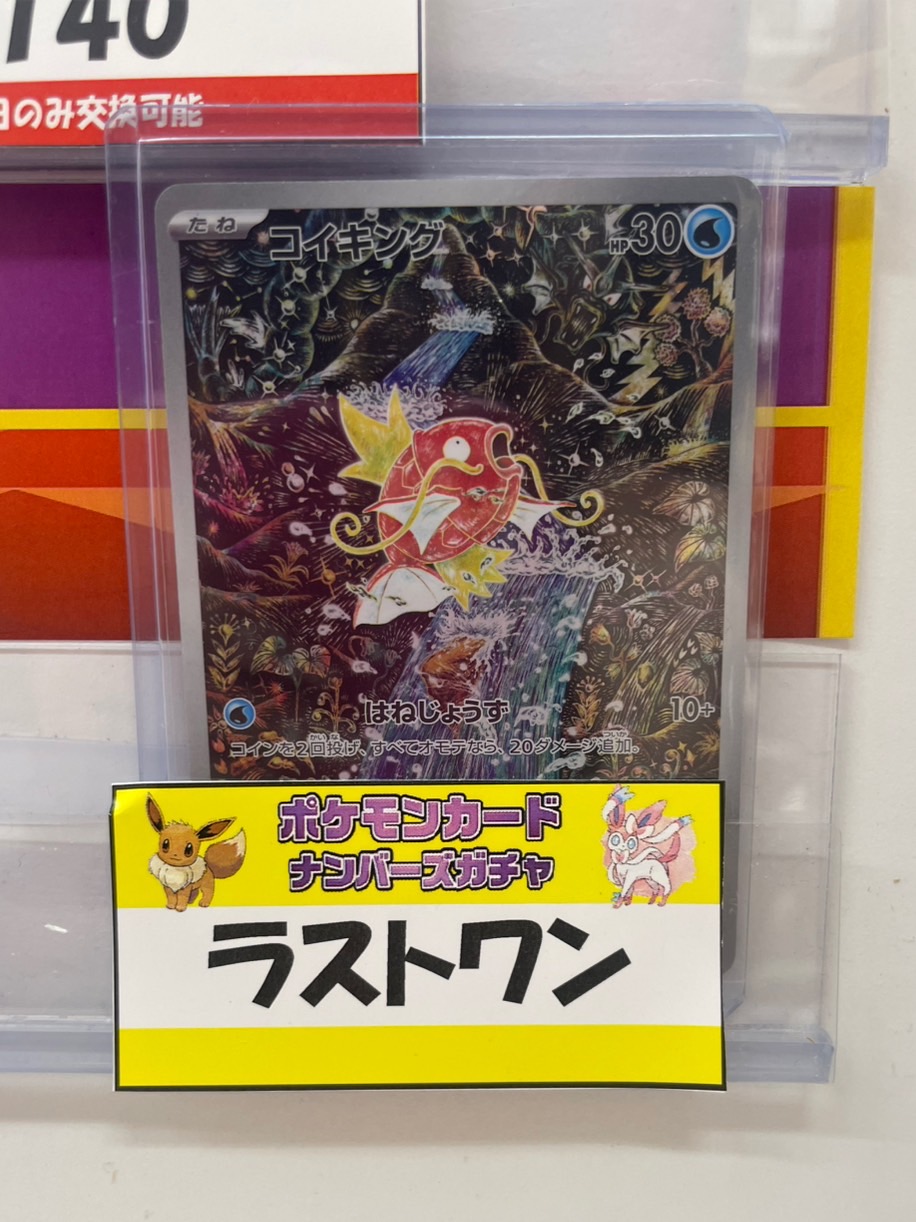 740
日のみ交換可能
たね
コイキング
HP30
はねじょうず
10+
コインを2回投げ、すべてオモテなら、20ダメージ追加。
ポケモンカード
ナンバーズガチャ
ラストワン